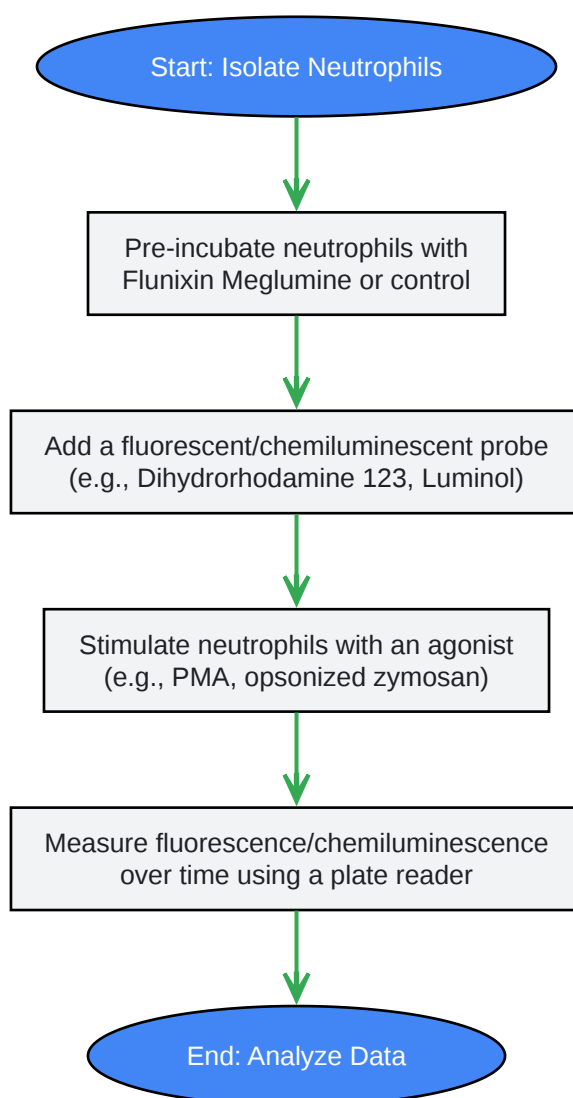 Start: Isolate Neutrophils
Pre-incubate neutrophils with
Flunixin Meglumine or control
Add a fluorescent/chemiluminescent probe
(e.g., Dihydrorhodamine 123, Luminol)
Stimulate neutrophils with an agonist
(e.g., PMA, opsonized zymosan)
Measure fluorescence/chemiluminescence
over time using a plate reader
End: Analyze Data